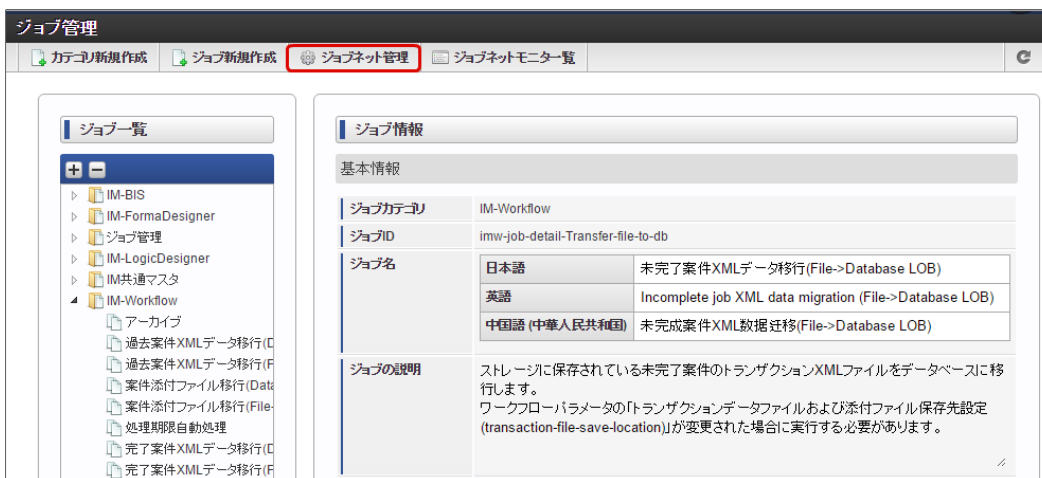 ジョブ管理
カテゴリ新規作成 ジョブ新規作成 ジョブネット管理 ジョブネットモニター覧
ジョブ一覧
IM-BIS
IM-FormaDesigner
ジョブ管理
IM-LogicDesigner
IM共通マスタ
IM-Workflow
アーカイブ
過去案件XMLデータ移行(D
過去案件XMLデータ移行(F
案件添付ファイル移行(Data
案件添付ファイル移行(File-
処理期限自動処理
完了案件XMLデータ移行(D
完了案件XMLデータ移行(F
ジョブ情報
基本情報
ジョブカテゴリ IM-Workflow
ジョブID imw-job-detail-Transfer-file-to-db
ジョブ名 日本語 未完了案件XMLデータ移行(File->Database LOB)
英語 Incomplete job XML data migration (File->Database LOB)
中国語 (中華人民共和国) 未完成案件XML数据迁移(File->Database LOB)
ジョブの説明 ストレージに保存されている未完了案件のトランザクションXMLファイルをデータベースに移
行します。
ワークフローパラメータの「トランザクションデータファイルおよび添付ファイル保存先設定
(transaction-file-save-location)」が変更された場合に実行する必要があります。